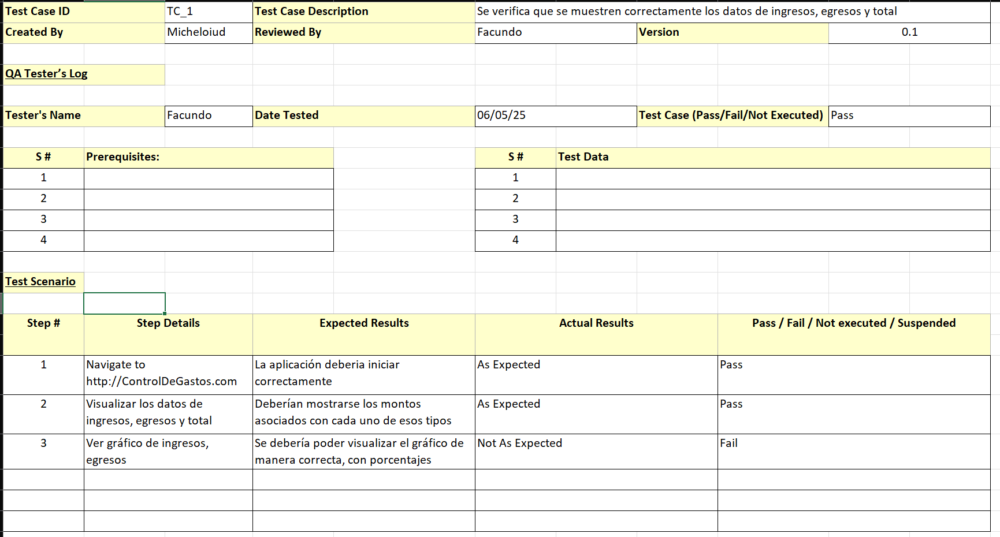 Test Case ID TC_1 Test Case Description Se verifica que se muestren correctamente los datos de ingresos, egresos y total
Created By Micheloiud Reviewed By Facundo Version 0.1
QA Tester’s Log
Tester's Name Facundo Date Tested 06/05/25 Test Case (Pass/Fail/Not Executed) Pass
S # Prerequisites: S # Test Data
1 1
2 2
3 3
4 4
Test Scenario
Step # Step Details Expected Results Actual Results Pass / Fail / Not executed / Suspended
1 Navigate to La aplicación deberia iniciar As Expected Pass
http://ControlDeGastos.com correctamente
2 Visualizar los datos de Deberían mostrarse los montos As Expected Pass
ingresos, egresos y total asociados con cada uno de esos tipos
3 Ver gráfico de ingresos, Se debería poder visualizar el gráfico de Not As Expected Fail
egresos manera correcta, con porcentajes